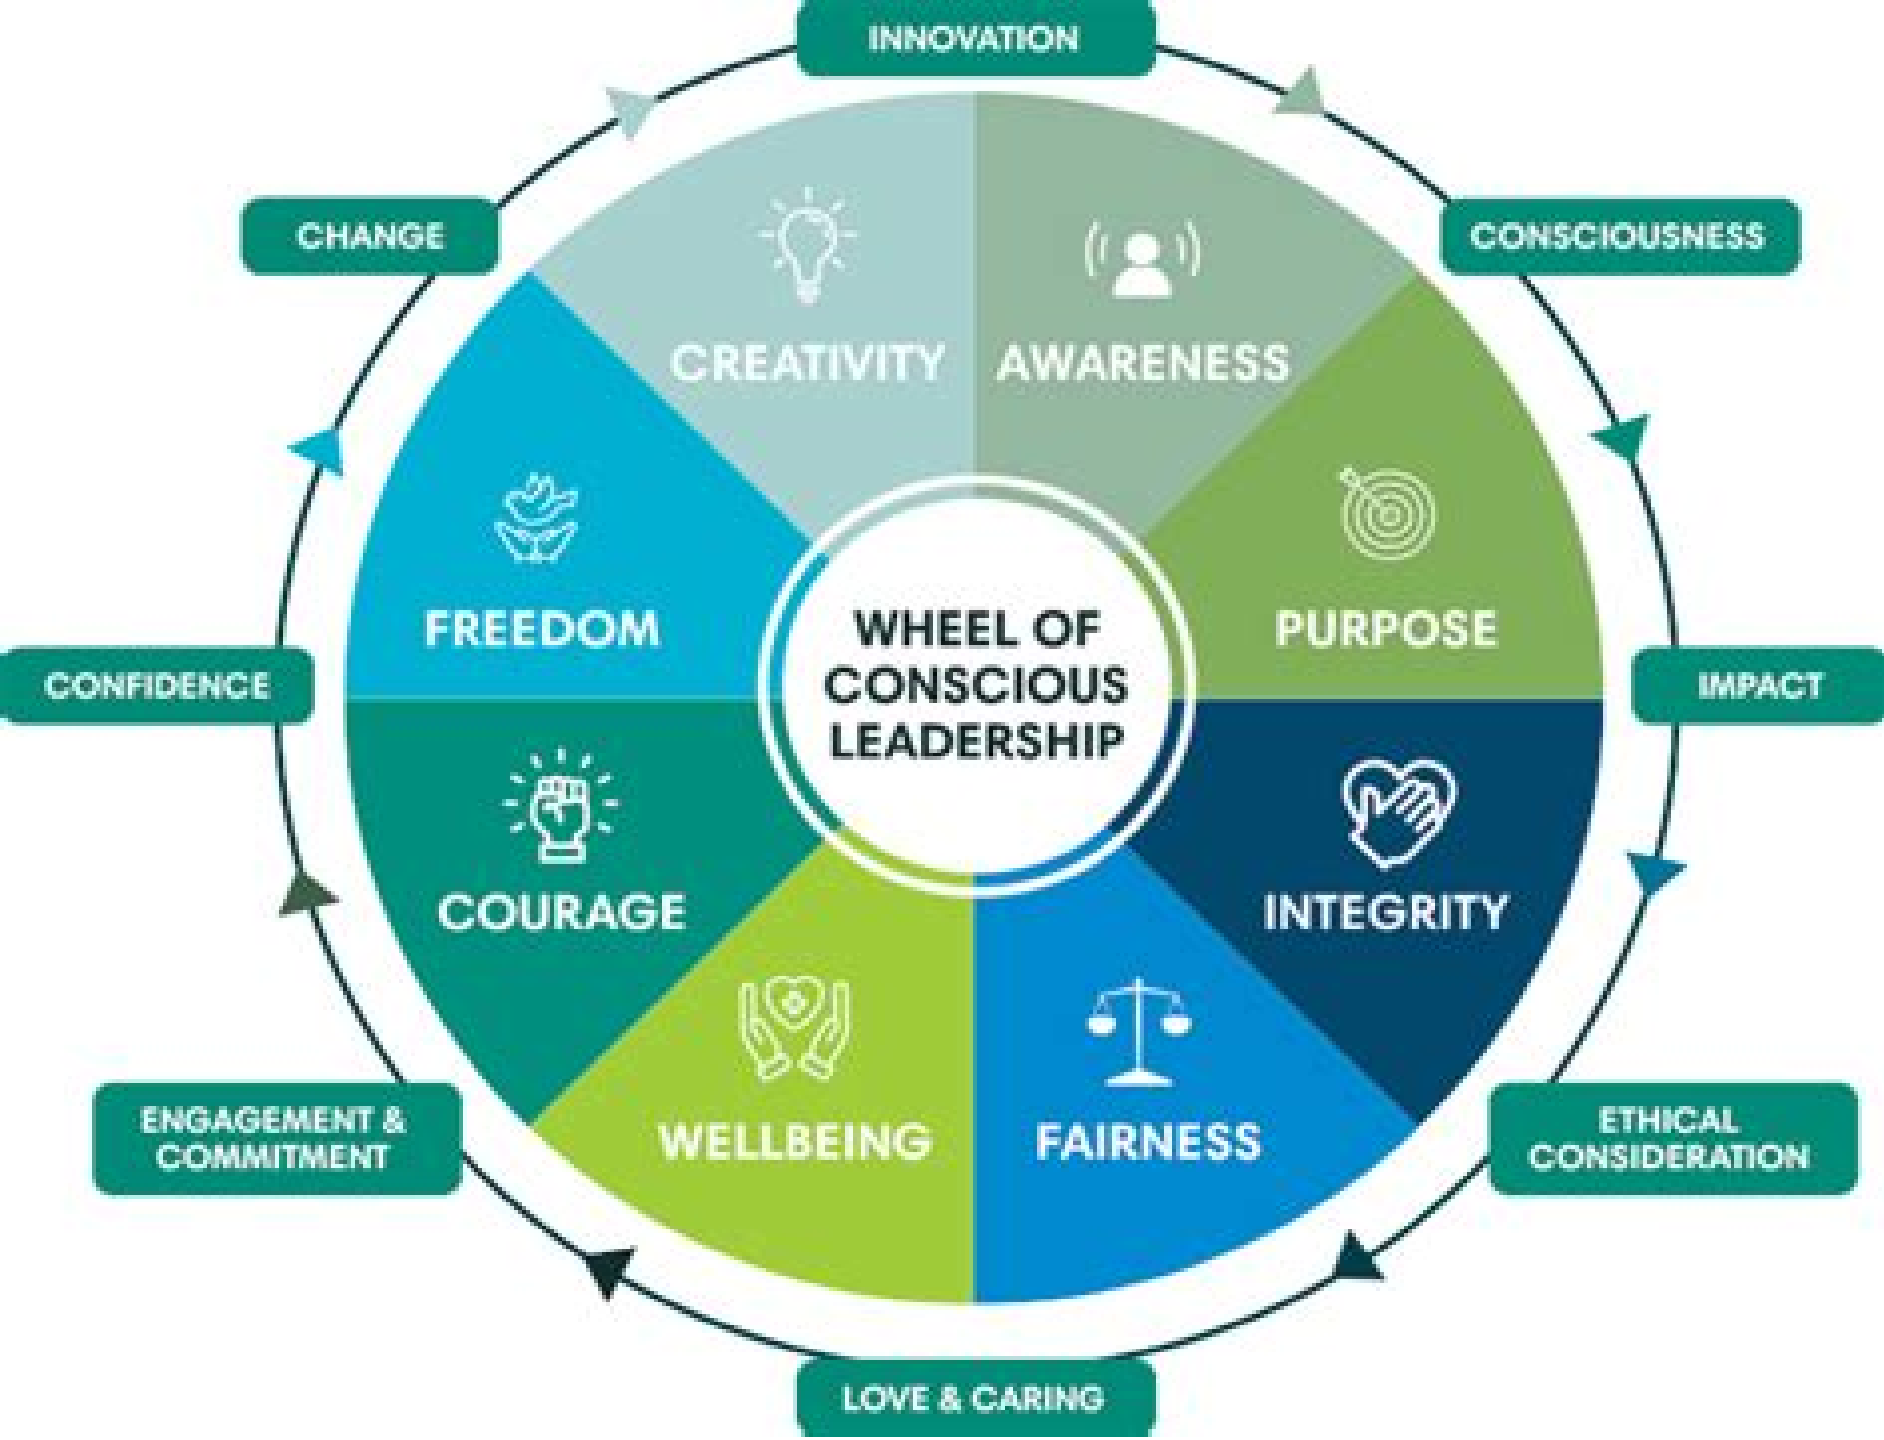 INNOVATION
CHANGE
CONSCIOUSNESS
CREATIVITY
AWARENESS
FREEDOM
PURPOSE
WHEEL OF
CONSCIOUS
LEADERSHIP
CONFIDENCE
IMPACT
COURAGE
INTEGRITY
WELLBEING
FAIRNESS
ENGAGEMENT &
COMMITMENT
ETHICAL
CONSIDERATION
LOVE & CARING